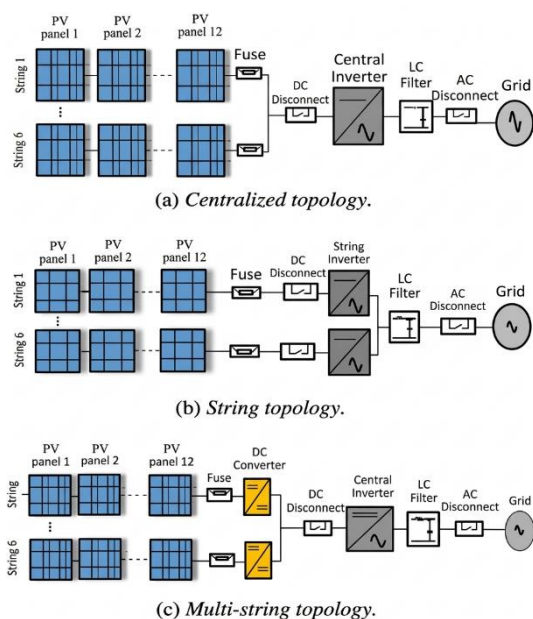 PV panel 1
PV panel 2
PV panel 12
String 1
String 6
Fuse
DC Disconnect
Central Inverter
LC Filter
AC Disconnect
Grid
(a) Centralized topology.
PV panel 1
PV panel 2
PV panel 12
String 1
String 6
Fuse
DC Disconnect
String Inverter
LC Filter
AC Disconnect
Grid
(b) String topology.
PV panel 1
PV panel 2
PV panel 12
String
String 6
Fuse
DC Converter
DC Disconnect
Central Inverter
LC Filter
AC Disconnect
Grid
(c) Multi-string topology.